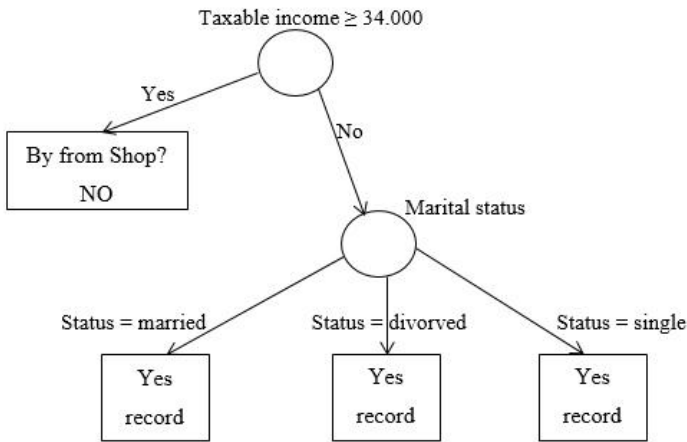 Taxable income ≥ 34.000
Yes
No
By from Shop?
NO
Marital status
Status = married
Status = divorved
Status = single
Yes
record
Yes
record
Yes
record